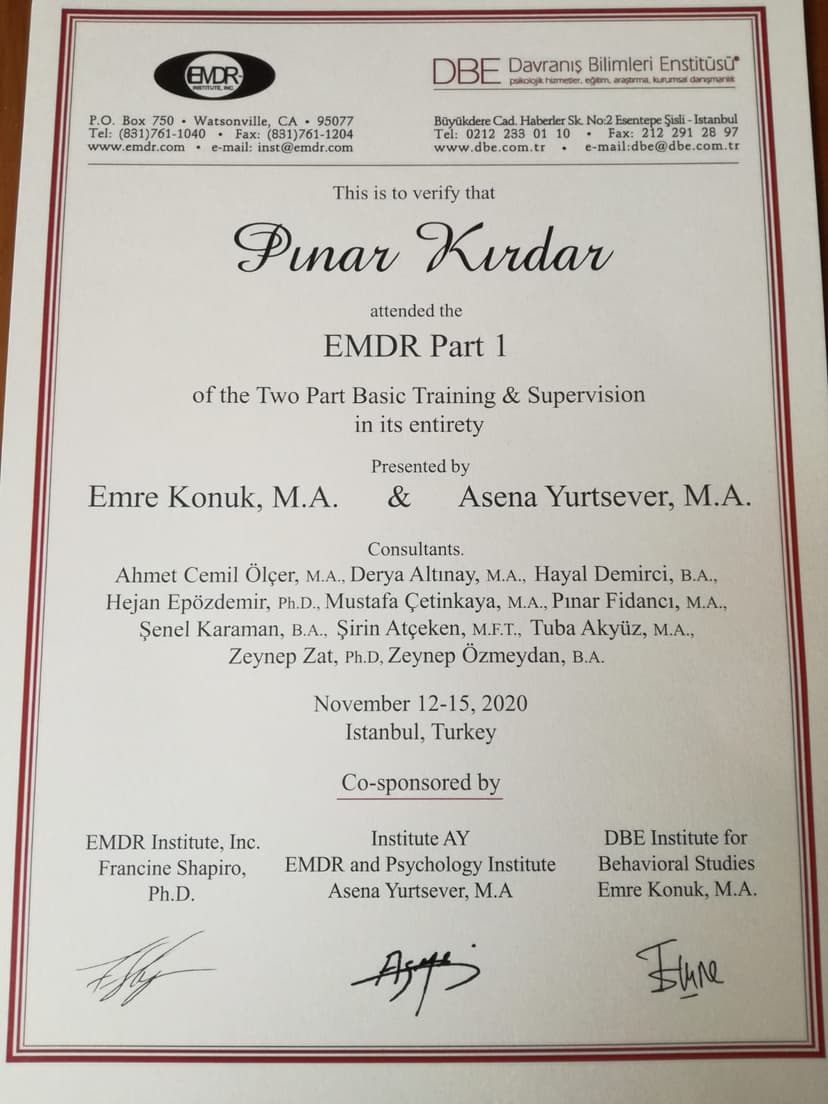 EMDR
INSTITUTE, INC.
P.O. Box 750 • Watsonville, CA • 95077
Tel: (831)761-1040 • Fax: (831)761-1204
www.emdr.com • e-mail: inst@emdr.com
DBE Davranış Bilimleri Enstitüsü
psikolojik hizmetler, eğitim, araştırma, kurumsal danışmanlık
Büyükdere Cad. Haberler Sk. No:2 Esentepe Şisli - Istanbul
Tel: 0212 233 01 10 • Fax: 212 291 28 97
www.dbe.com.tr • e-mail:dbe@dbe.com.tr
This is to verify that
Pınar Kırdar
attended the
EMDR Part 1
of the Two Part Basic Training & Supervision
in its entirety
Presented by
Emre Konuk, M.A. & Asena Yurtsever, M.A.
Consultants.
Ahmet Cemil Ölçer, M.A., Derya Altınay, M.A., Hayal Demirci, B.A.,
Hejan Epözdemir, Ph.D., Mustafa Çetinkaya, M.A., Pınar Fidancı, M.A.,
Şenel Karaman, B.A., Şirin Atçeken, M.F.T., Tuba Akyüz, M.A.,
Zeynep Zat, Ph.D, Zeynep Özmeydan, B.A.
November 12-15, 2020
Istanbul, Turkey
Co-sponsored by
EMDR Institute, Inc.
Francine Shapiro,
Ph.D.
Institute AY
EMDR and Psychology Institute
Asena Yurtsever, M.A
DBE Institute for
Behavioral Studies
Emre Konuk, M.A.